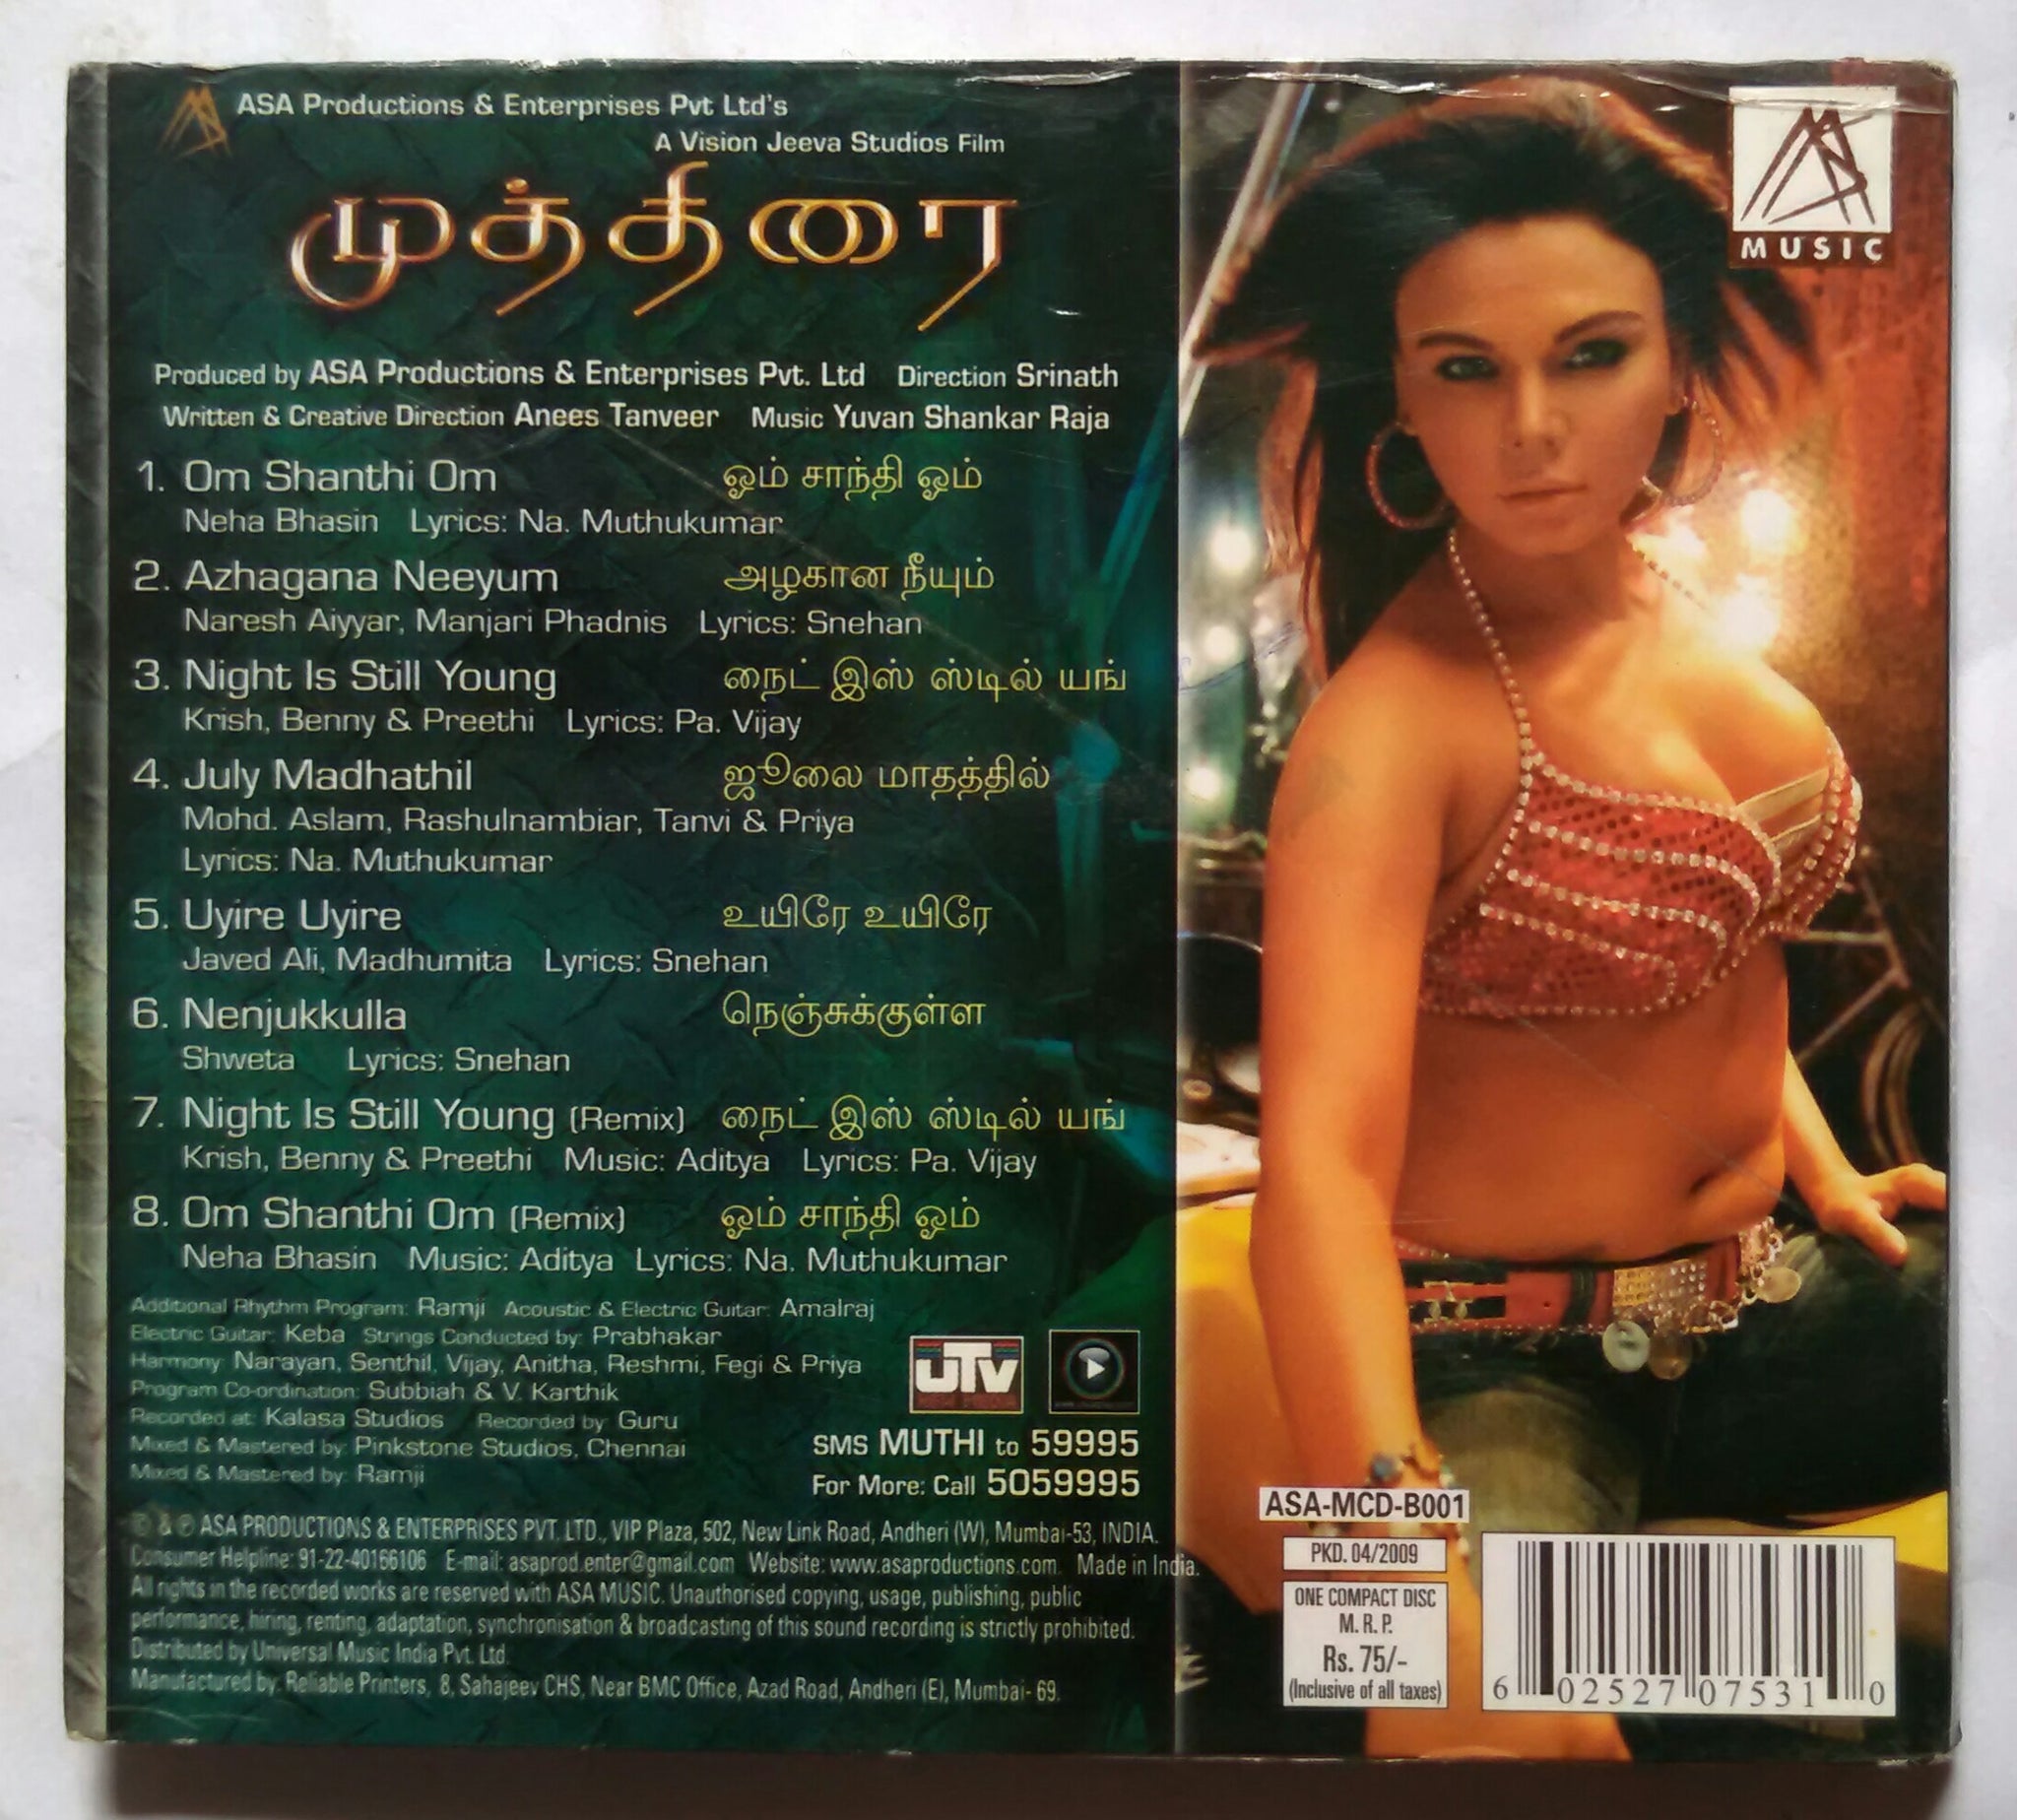 ASA Productions & Enterprises Pvt Ltd's
A Vision Jeeva Studios Film
முத்திரை
Produced by ASA Productions & Enterprises Pvt. Ltd Direction Srinath
Written & Creative Direction Anees Tanveer Music Yuvan Shankar Raja
1. Om Shanthi Om ஓம் சாந்தி ஓம்
Neha Bhasin Lyrics: Na. Muthukumar
2. Azhagana Neeyum அழகான நீயும்
Naresh Aiyyar, Manjari Phadnis Lyrics: Snehan
3. Night Is Still Young நைட் இஸ் ஸ்டில் யங்
Krish, Benny & Preethi Lyrics: Pa. Vijay
4. July Madhathil ஜூலை மாதத்தில்
Mohd. Aslam, Rashulnambiar, Tanvi & Priya
Lyrics: Na. Muthukumar
5. Uyire Uyire உயிரே உயிரே
Javed Ali, Madhumita Lyrics: Snehan
6. Nenjukkulla நெஞ்சுக்குள்ள
Shweta Lyrics: Snehan
7. Night Is Still Young (Remix) நைட் இஸ் ஸ்டில் யங்
Krish, Benny & Preethi Music: Aditya Lyrics: Pa. Vijay
8. Om Shanthi Om (Remix) ஓம் சாந்தி ஓம்
Neha Bhasin Music: Aditya Lyrics: Na. Muthukumar
Additional Rhythm Program: Ramji Acoustic & Electric Guitar: Amalraj
Electric Guitar: Keba Strings Conducted by: Prabhakar
Harmony: Narayan, Senthil, Vijay, Anitha, Reshmi, Fegi & Priya
Program Co-ordination: Subbiah & V. Karthik
Recorded at: Kalasa Studios Recorded by: Guru
Mixed & Mastered by: Pinkstone Studios, Chennai
Mixed & Mastered by: Ramji
UTV
SMS MUTHI to 59995
For More: Call 5059995
© & ℗ ASA PRODUCTIONS & ENTERPRISES PVT. LTD., VIP Plaza, 502, New Link Road, Andheri (W), Mumbai-53, INDIA.
Consumer Helpline: 91-22-40166106 E-mail: asaprod.enter@gmail.com Website: www.asaproductions.com. Made in India.
All rights in the recorded works are reserved with ASA MUSIC. Unauthorised copying, usage, publishing, public
performance, hiring, renting, adaptation, synchronisation & broadcasting of this sound recording is strictly prohibited.
Distributed by Universal Music India Pvt. Ltd.
Manufactured by: Reliable Printers, 8, Sahajeev CHS, Near BMC Office, Azad Road, Andheri (E), Mumbai- 69.
MUSIC
ASA-MCD-B001
PKD. 04/2009
ONE COMPACT DISC
M. R. P.
Rs. 75/-
(Inclusive of all taxes)
6 02527 07531 0